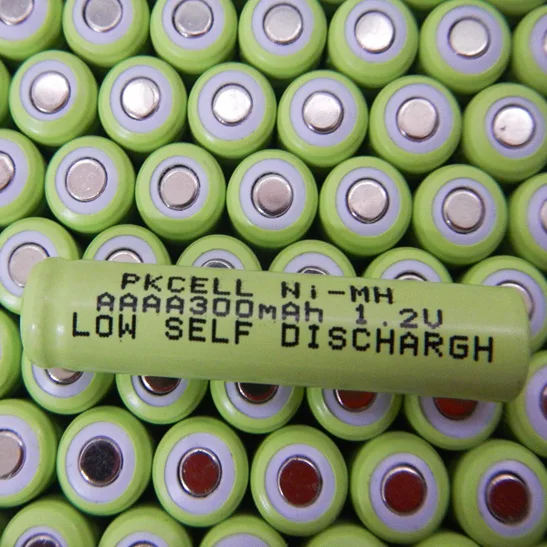 PKCELL Ni-MH
AAAA300mAh 1.2V
LOW SELF DISCHARGH